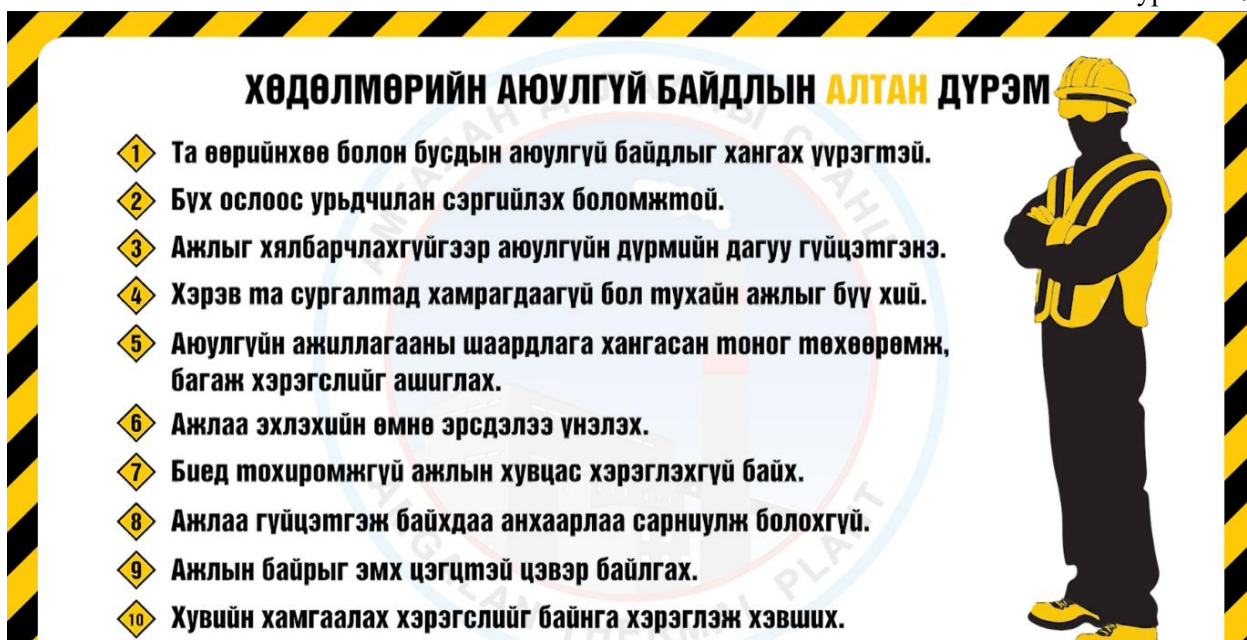 ХӨДӨЛМӨРИЙН АЮУЛГҮЙ БАЙДЛЫН АЛТАН ДҮРЭМ
1 Та өөрийнхөө болон бусдын аюулгүй байдлыг хангах үүрэгтэй.
2 Бүх ослоос урьдчилан сэргийлэх боломжтой.
3 Ажлыг хялбарчлахгүйгээр аюулгүйн дүрмийн дагуу гүйцэтгэнэ.
4 Хэрэв та сургалтад хамрагдаагүй бол тухайн ажлыг бүү хий.
5 Аюулгүйн ажиллагааны шаардлага хангасан тоног төхөөрөмж,
багаж хэрэгслийг ашиглах.
6 Ажлаа эхлэхийн өмнө эрсдэлээ үнэлэх.
7 Биед тохиромжгүй ажлын хувцас хэрэглэхгүй байх.
8 Ажлаа гүйцэтгэж байхдаа анхаарлаа сарниулж болохгүй.
9 Ажлын байрыг эмх цэгцтэй цэвэр байлгах.
10 Хувийн хамгаалах хэрэгслийг байнга хэрэглэж хэвших.
AMGALAN THERMAL PLANT